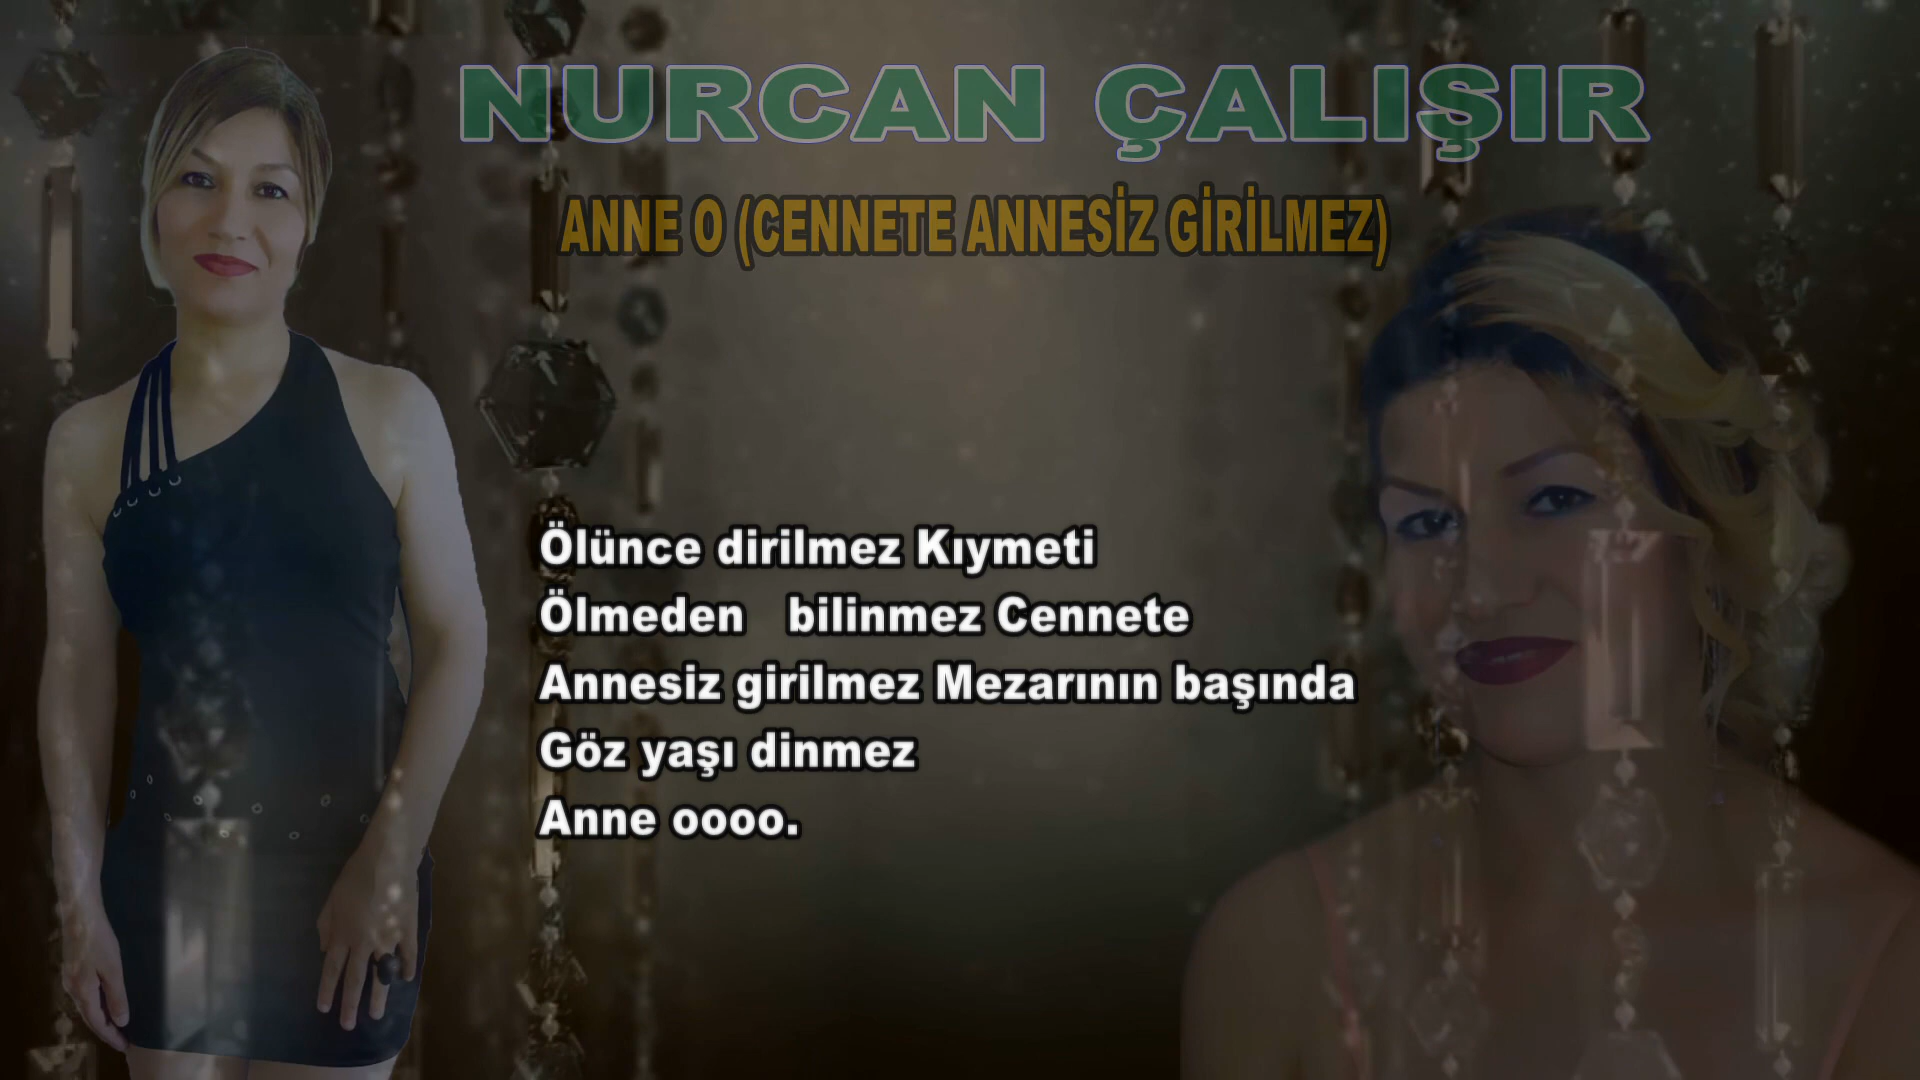 NURCAN ÇALIŞIR
ANNE O (CENNETE ANNESİZ GİRİLMEZ)
Ölünce dirilmez Kıymeti
Ölmeden bilinmez Cennete
Annesiz girilmez Mezarının başında
Göz yaşı dinmez
Anne oooo.